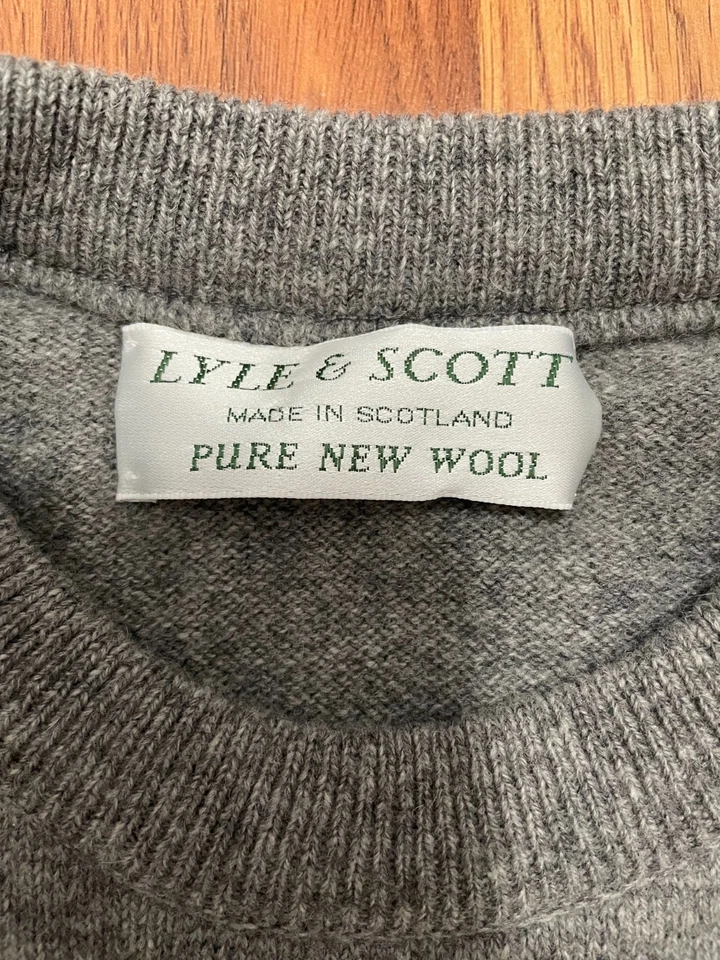 LYLE & SCOTT
MADE IN SCOTLAND
PURE NEW WOOL